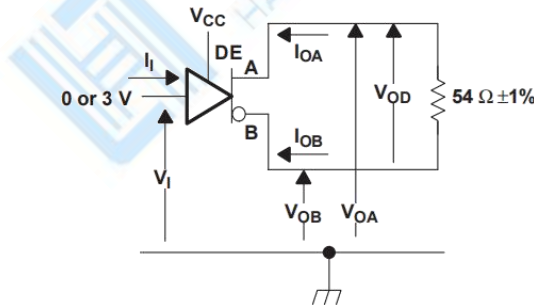 V_CC
I_I
DE
A
I_OA
0 or 3 V
V_OD
54 Ω ±1%
B
I_OB
V_I
V_OB
V_OA